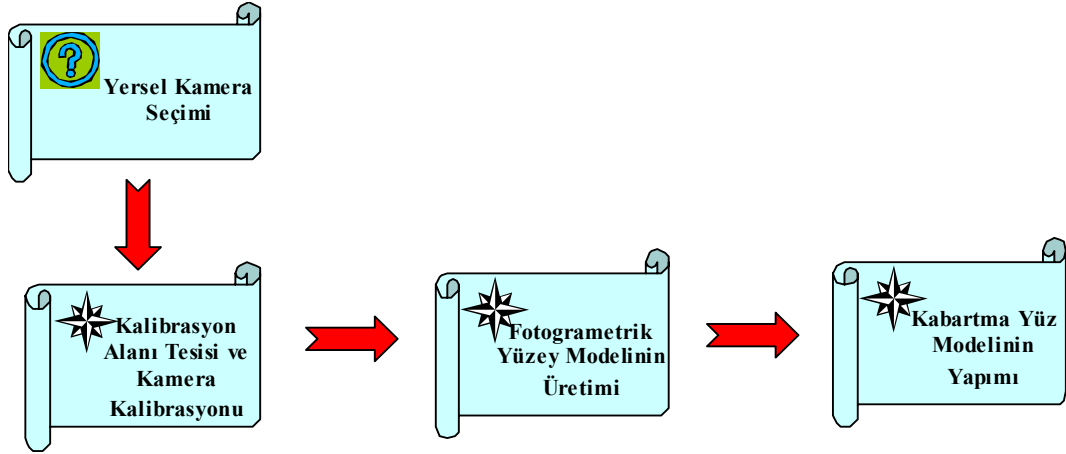 ?
Yersel Kamera
Seçimi
Kalibrasyon
Alanı Tesisi ve
Kamera
Kalibrasyonu
Fotogrametrik
Yüzey Modelinin
Üretimi
Kabartma Yüz
Modelinin
Yapımı